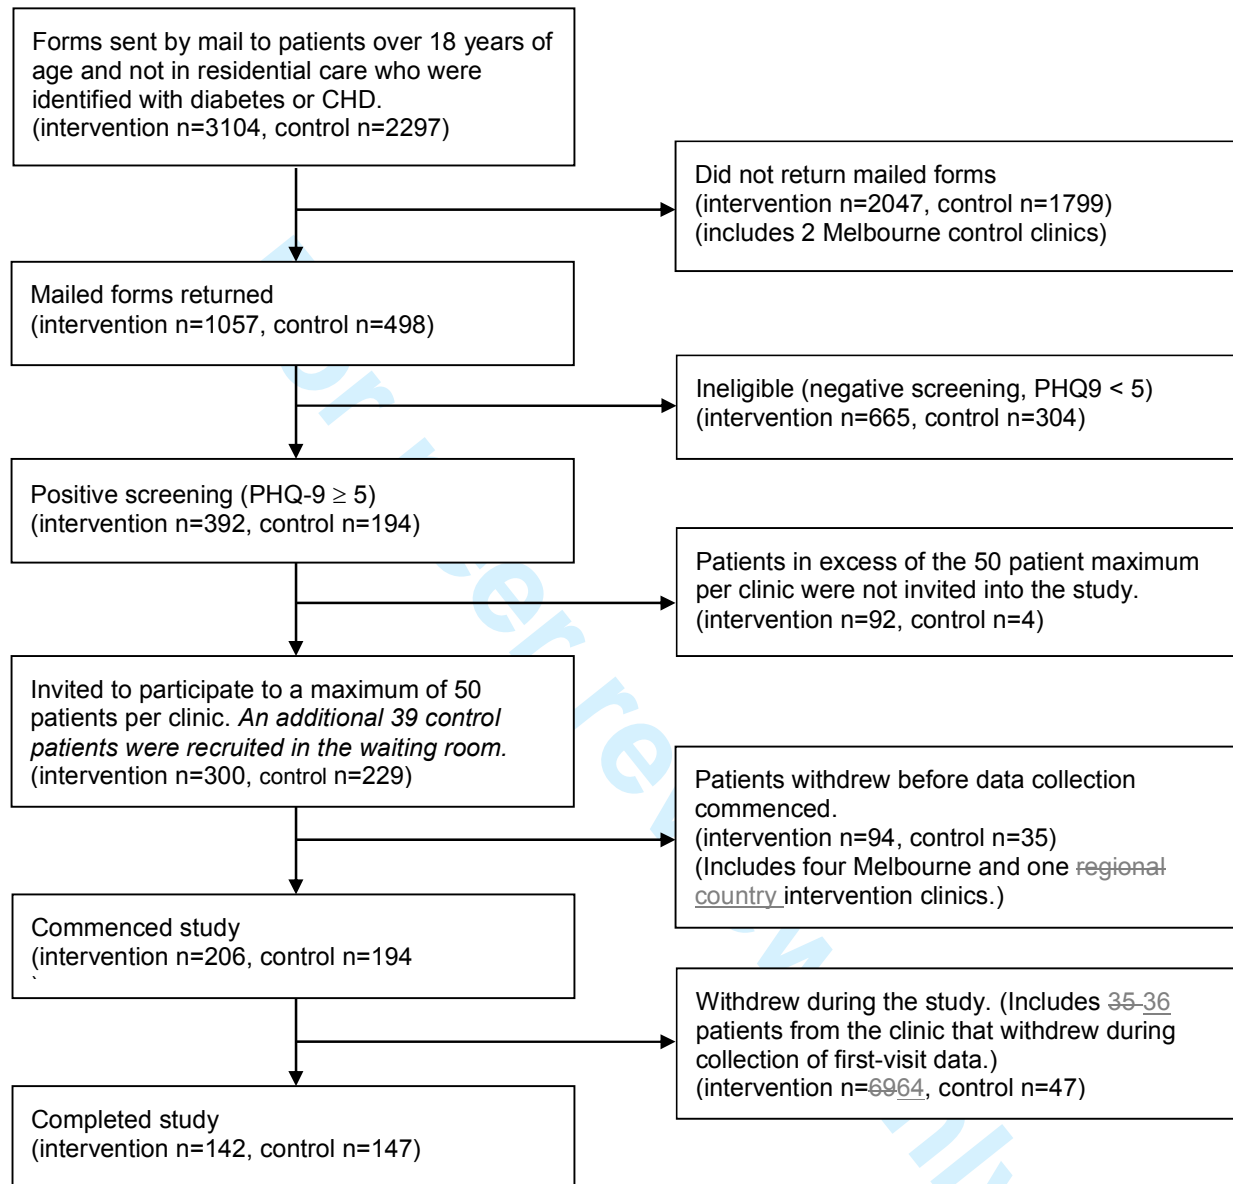 Forms sent by mail to patients over 18 years of
age and not in residential care who were
identified with diabetes or CHD.
(intervention n=3104, control n=2297)
Did not return mailed forms
(intervention n=2047, control n=1799)
(includes 2 Melbourne control clinics)
Mailed forms returned
(intervention n=1057, control n=498)
Ineligible (negative screening, PHQ9 < 5)
(intervention n=665, control n=304)
Positive screening (PHQ-9 ≥ 5)
(intervention n=392, control n=194)
Patients in excess of the 50 patient maximum
per clinic were not invited into the study.
(intervention n=92, control n=4)
Invited to participate to a maximum of 50
patients per clinic. An additional 39 control
patients were recruited in the waiting room.
(intervention n=300, control n=229)
Patients withdrew before data collection
commenced.
(intervention n=94, control n=35)
(Includes four Melbourne and one regional
country intervention clinics.)
Commenced study
(intervention n=206, control n=194
`
Withdrew during the study. (Includes 35 36
patients from the clinic that withdrew during
collection of first-visit data.)
(intervention n=6964, control n=47)
Completed study
(intervention n=142, control n=147)
For peer review only